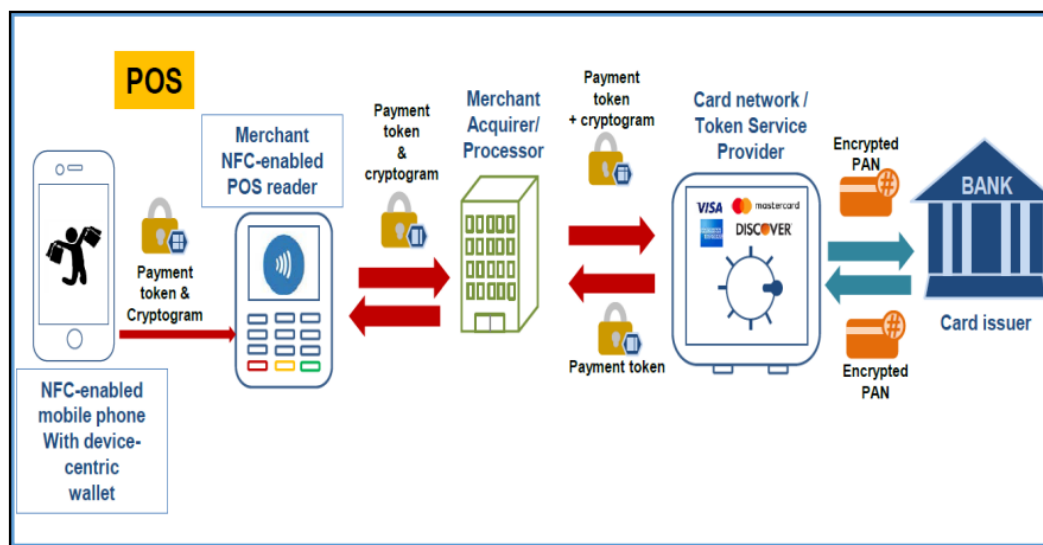 POS
NFC-enabled
mobile phone
With device-
centric
wallet
Payment
token &
Cryptogram
Merchant
NFC-enabled
POS reader
Payment
token
&
cryptogram
Merchant
Acquirer/
Processor
Payment
token
+ cryptogram
Payment token
Card network /
Token Service
Provider
VISA
mastercard
DISCOVER
Encrypted
PAN
#
BANK
Card issuer
#
Encrypted
PAN